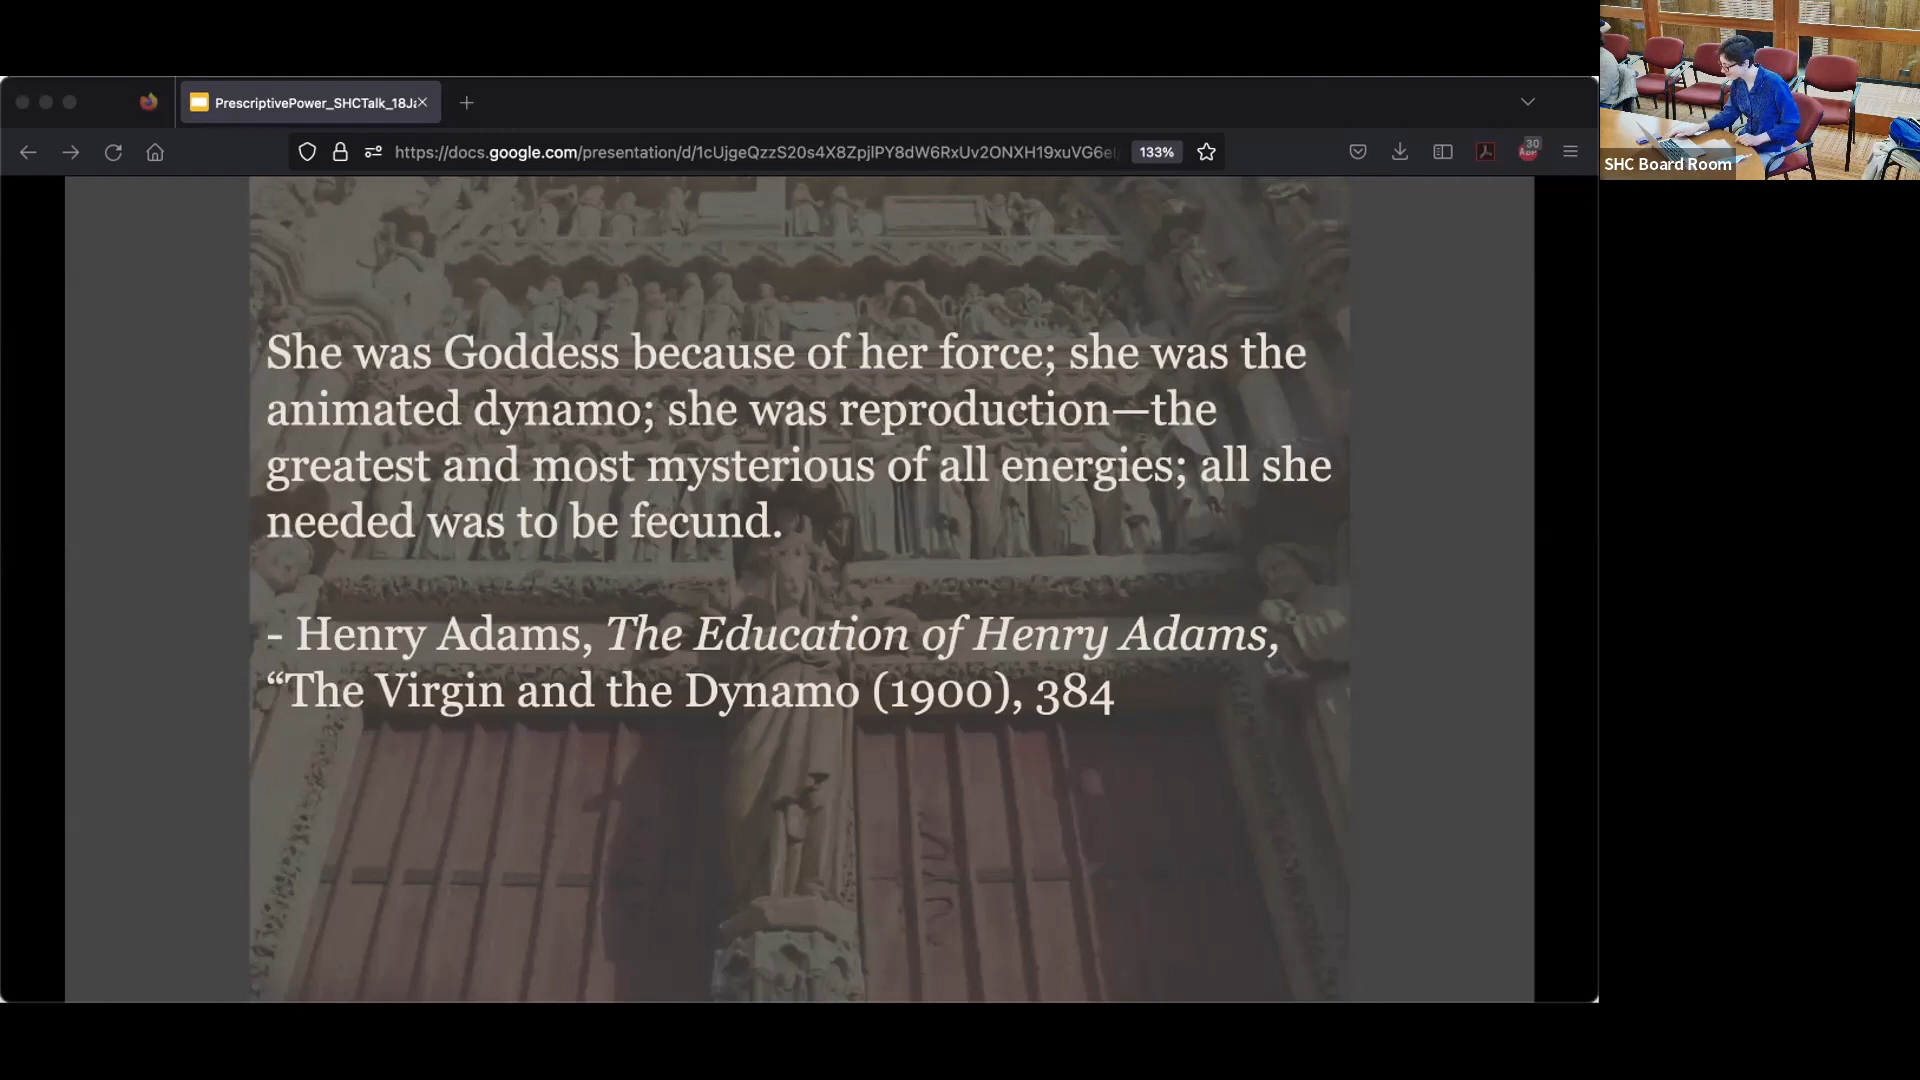 PrescriptivePower_SHCTalk_18Ja
https://docs.google.com/presentation/d/1cUjgeQzzS20s4X8ZpjlPY8dW6RxUv2ONXH19xuVG6e
133%
30
SHC Board Room
She was Goddess because of her force; she was the
animated dynamo; she was reproduction—the
greatest and most mysterious of all energies; all she
needed was to be fecund.
- Henry Adams, The Education of Henry Adams,
“The Virgin and the Dynamo (1900), 384